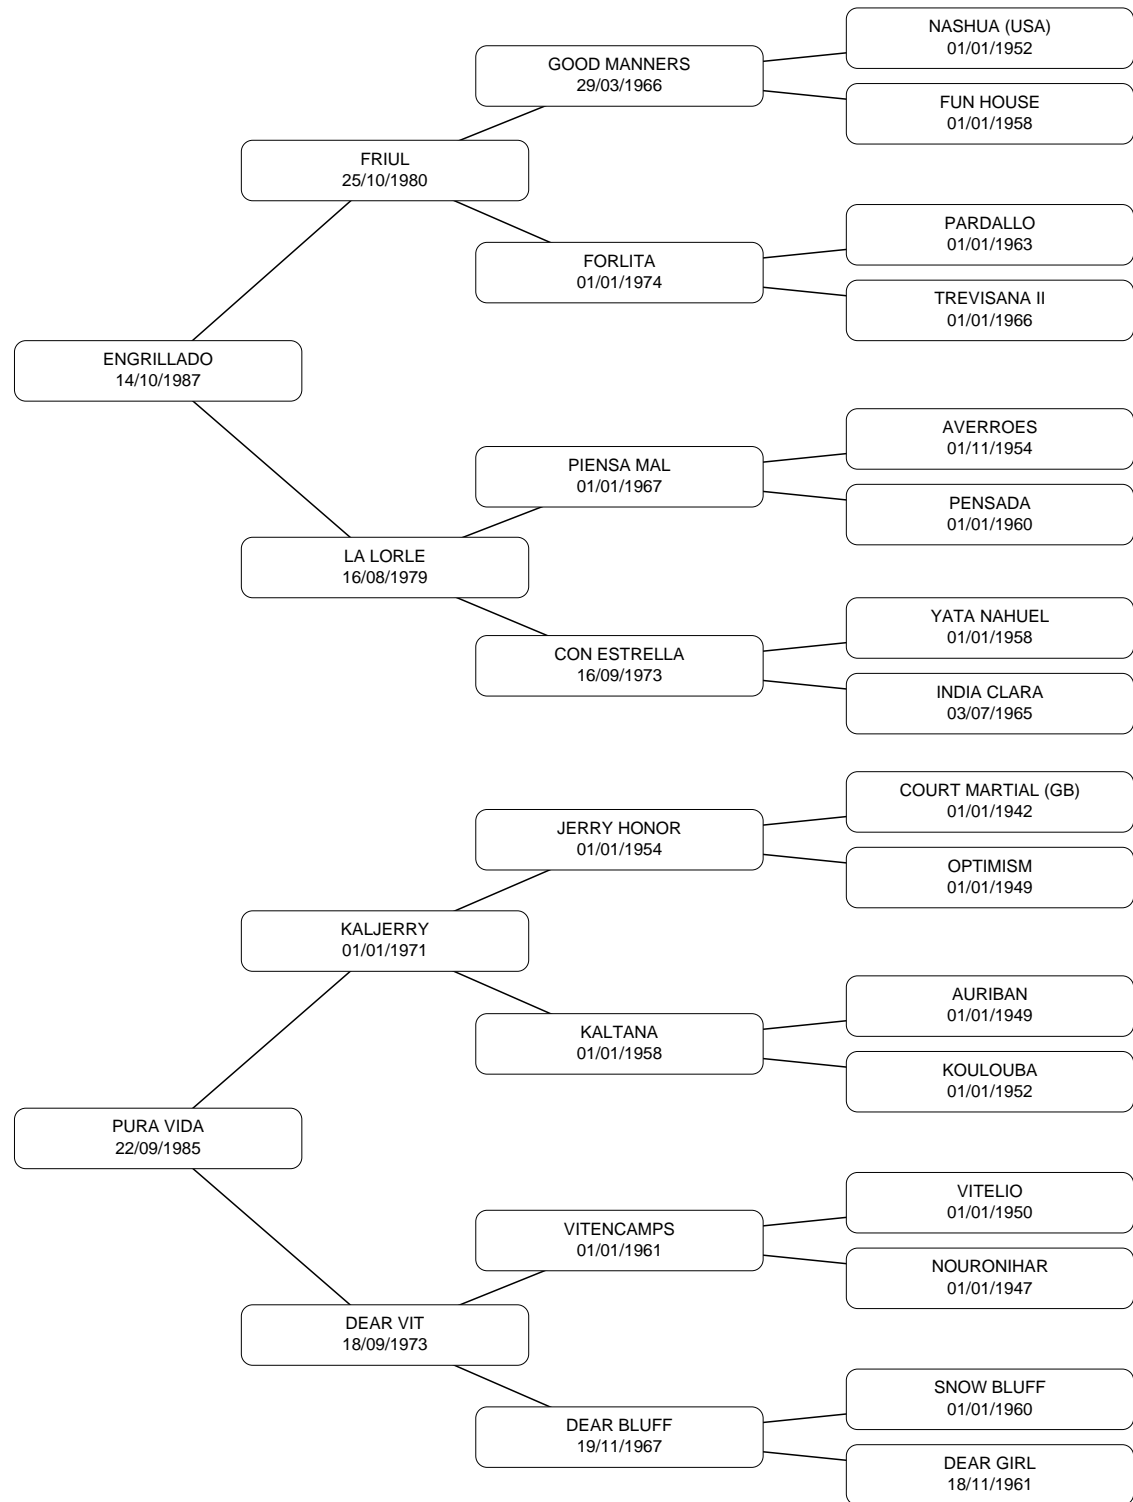 NASHUA (USA)
01/01/1952
GOOD MANNERS
29/03/1966
FUN HOUSE
01/01/1958
FRIUL
25/10/1980
PARDALLO
01/01/1963
FORLITA
01/01/1974
TREVISANA II
01/01/1966
ENGRILLADO
14/10/1987
AVERROES
01/11/1954
PIENSA MAL
01/01/1967
PENSADA
01/01/1960
LA LORLE
16/08/1979
YATA NAHUEL
01/01/1958
CON ESTRELLA
16/09/1973
INDIA CLARA
03/07/1965
COURT MARTIAL (GB)
01/01/1942
JERRY HONOR
01/01/1954
OPTIMISM
01/01/1949
KALJERRY
01/01/1971
AURIBAN
01/01/1949
KALTANA
01/01/1958
KOULOUBA
01/01/1952
PURA VIDA
22/09/1985
VITELIO
01/01/1950
VITENCAMPS
01/01/1961
NOURONIHAR
01/01/1947
DEAR VIT
18/09/1973
SNOW BLUFF
01/01/1960
DEAR BLUFF
19/11/1967
DEAR GIRL
18/11/1961